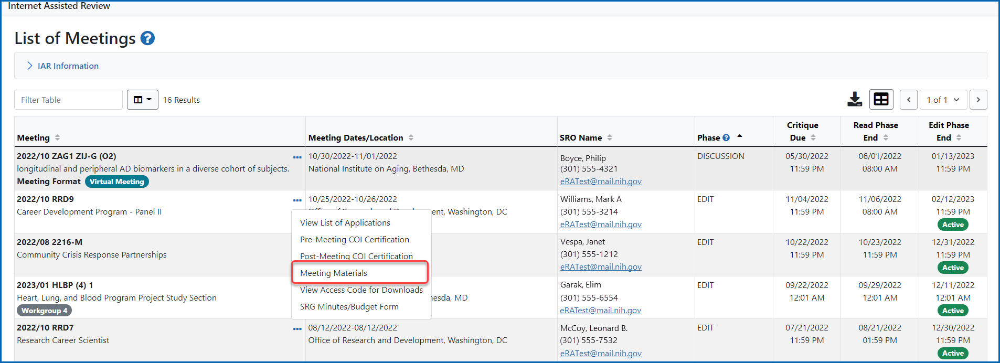 Internet Assisted Review
List of Meetings ?
IAR Information
Filter Table
16 Results
1 of 1
Meeting
Meeting Dates/Location
SRO Name
Phase ?
Critique Due
Read Phase End
Edit Phase End
2022/10 ZAG1 ZIJ-G (O2)
longitudinal and peripheral AD biomarkers in a diverse cohort of subjects.
Meeting Format Virtual Meeting
10/30/2022-11/01/2022
National Institute on Aging, Bethesda, MD
Boyce, Philip
(301) 555-4321
eRATest@mail.nih.gov
DISCUSSION
05/30/2022
11:59 PM
06/01/2022
08:00 AM
01/13/2023
11:59 PM
2022/10 RRD9
Career Development Program - Panel II
10/25/2022-10/26/2022
ent, Washington, DC
Williams, Mark A
(301) 555-3214
eRATest@mail.nih.gov
EDIT
11/04/2022
11:59 PM
11/06/2022
08:00 AM
02/12/2023
11:59 PM
Active
View List of Applications
Pre-Meeting COI Certification
Post-Meeting COI Certification
Meeting Materials
View Access Code for Downloads
SRG Minutes/Budget Form
2022/08 2216-M
Community Crisis Response Partnerships
Vespa, Janet
(301) 555-1212
eRATest@mail.nih.gov
EDIT
10/22/2022
11:59 PM
10/23/2022
11:59 PM
12/31/2022
11:59 PM
Active
2023/01 HLBP (4) 1
Heart, Lung, and Blood Program Project Study Section
Workgroup 4
hesda, MD
Garak, Elim
(301) 555-6554
eRATest@mail.nih.gov
EDIT
09/22/2022
12:01 AM
09/29/2022
12:01 AM
12/11/2022
12:01 AM
Active
2022/10 RRD7
Research Career Scientist
08/12/2022-08/12/2022
Office of Research and Development, Washington, DC
McCoy, Leonard B.
(301) 555-7532
eRATest@mail.nih.gov
EDIT
07/21/2022
11:59 PM
08/21/2022
01:59 PM
12/30/2022
11:59 PM
Active